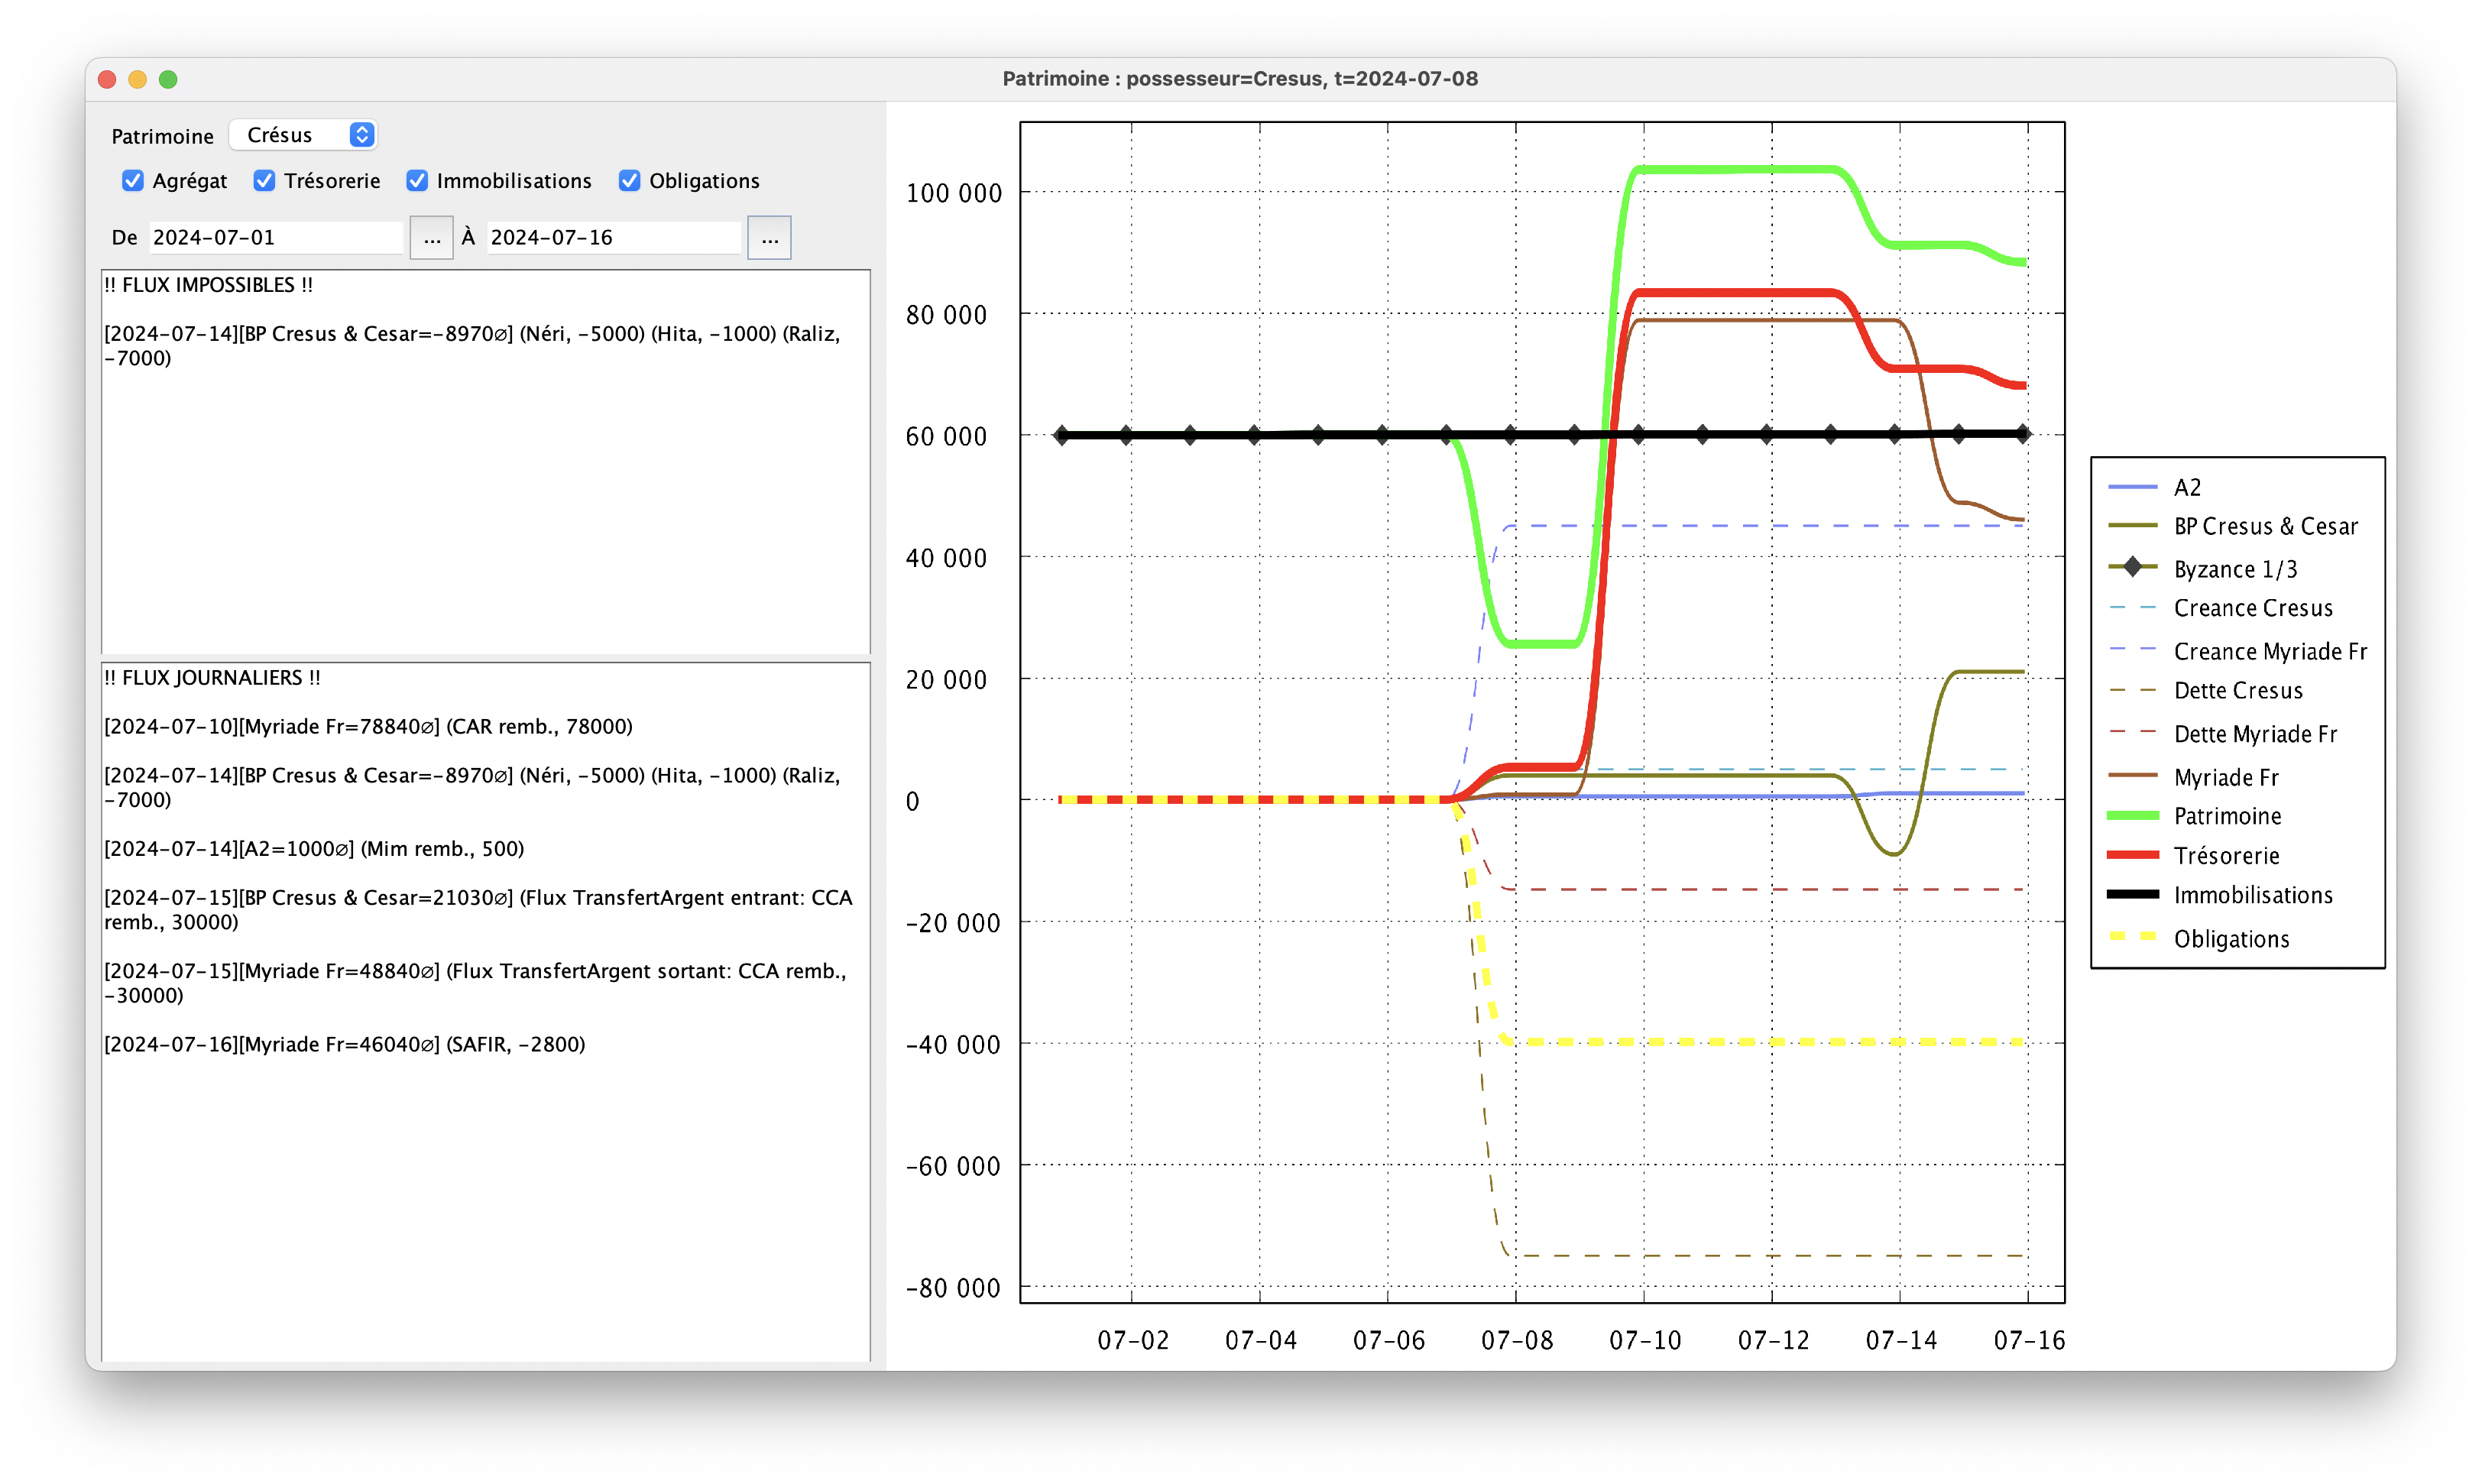 Patrimoine : possesseur=Cresus, t=2024-07-08
Patrimoine Crésus
Agrégat Trésorerie Immobilisations Obligations
De 2024-07-01 ... À 2024-07-16 ...
!! FLUX IMPOSSIBLES !!
[2024-07-14][BP Cresus & Cesar=-8970∅] (Néri, -5000) (Hita, -1000) (Raliz,
-7000)
!! FLUX JOURNALIERS !!
[2024-07-10][Myriade Fr=78840∅] (CAR remb., 78000)
[2024-07-14][BP Cresus & Cesar=-8970∅] (Néri, -5000) (Hita, -1000) (Raliz,
-7000)
[2024-07-14][A2=1000∅] (Mim remb., 500)
[2024-07-15][BP Cresus & Cesar=21030∅] (Flux TransfertArgent entrant: CCA
remb., 30000)
[2024-07-15][Myriade Fr=48840∅] (Flux TransfertArgent sortant: CCA remb.,
-30000)
[2024-07-16][Myriade Fr=46040∅] (SAFIR, -2800)
100 000
80 000
60 000
40 000
20 000
0
-20 000
-40 000
-60 000
-80 000
07-02 07-04 07-06 07-08 07-10 07-12 07-14 07-16
A2
BP Cresus & Cesar
Byzance 1/3
Creance Cresus
Creance Myriade Fr
Dette Cresus
Dette Myriade Fr
Myriade Fr
Patrimoine
Trésorerie
Immobilisations
Obligations